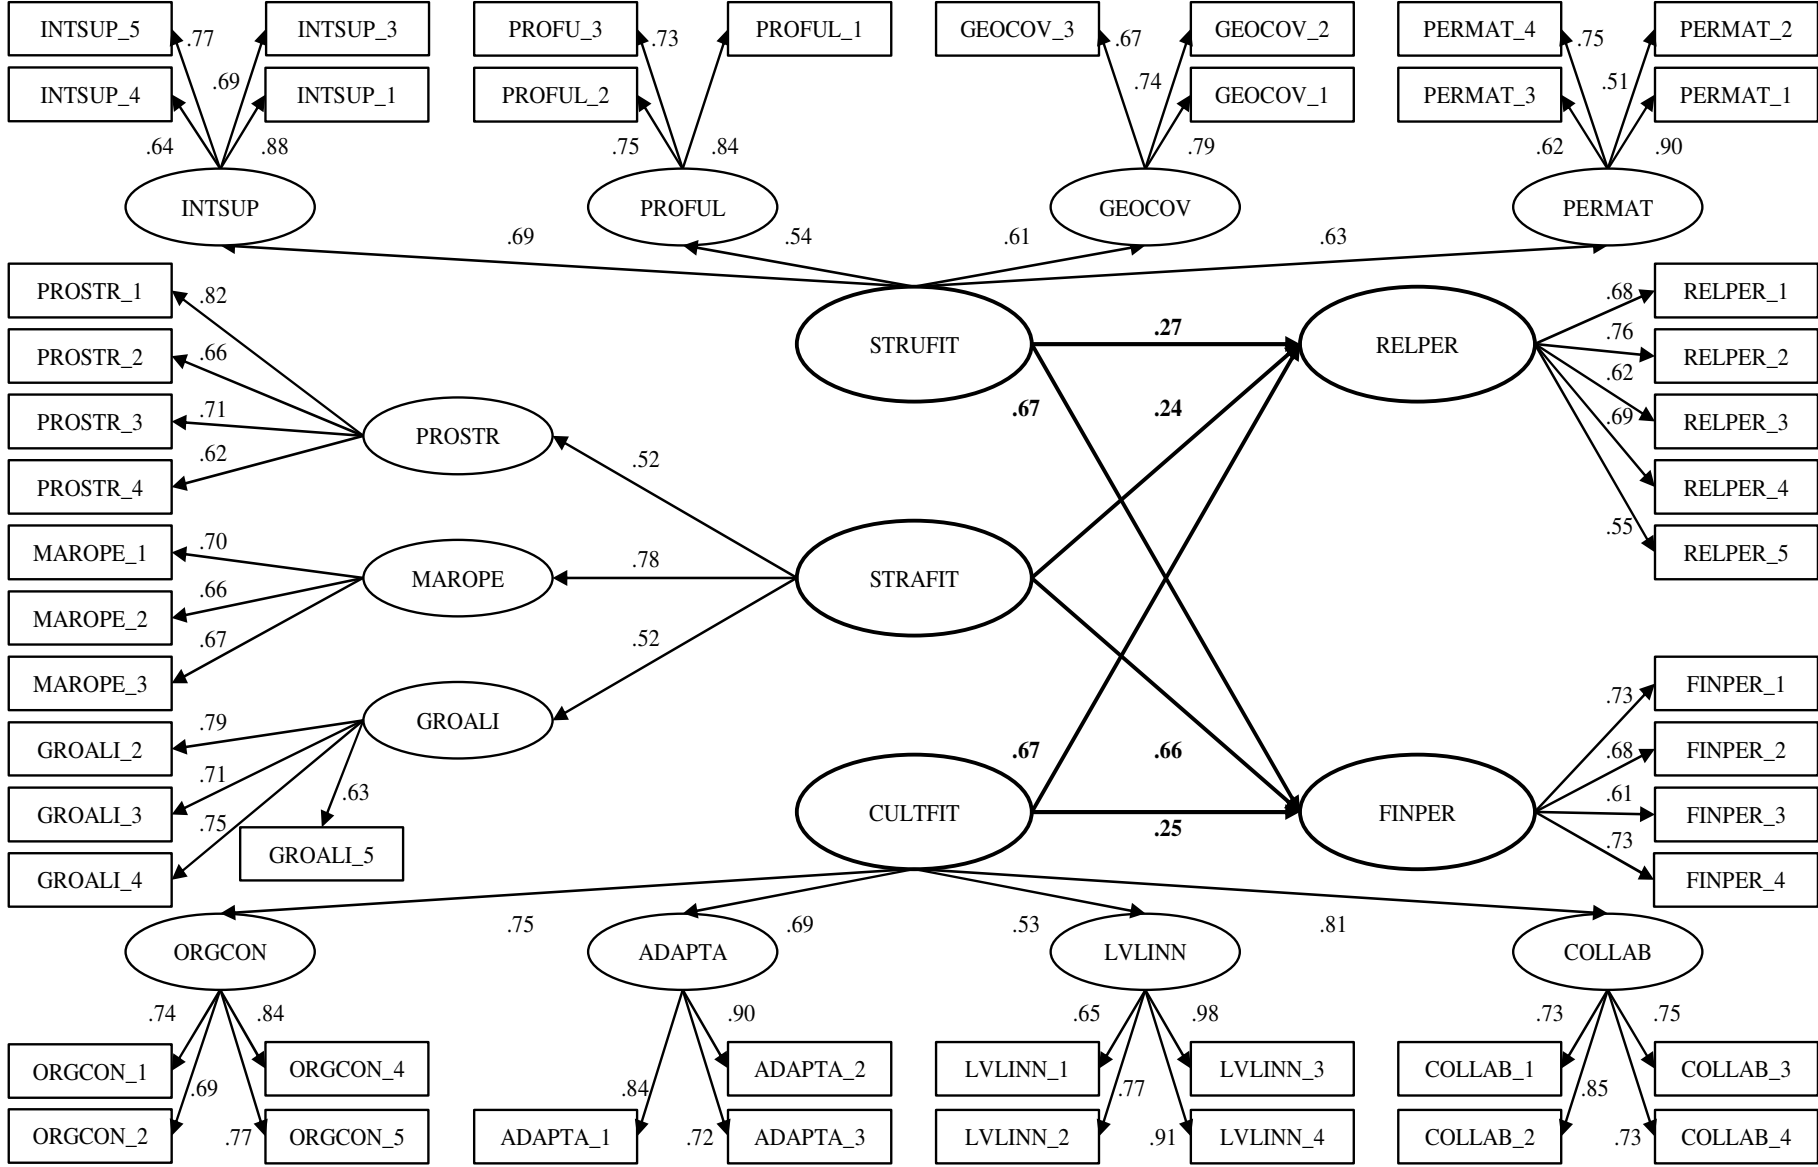 INTSUP_5
.77
INTSUP_3
PROFU_3
.73
PROFUL_1
GEOCOV_3
.67
GEOCOV_2
PERMAT_4
.75
PERMAT_2
INTSUP_4
.69
INTSUP_1
PROFUL_2
.74
GEOCOV_1
PERMAT_3
.51
PERMAT_1
.64
.88
.75
.84
.79
.62
.90
INTSUP
PROFUL
GEOCOV
PERMAT
.69
.54
.61
.63
PROSTR_1
.82
.68
RELPER_1
STRUFIT
.27
RELPER
PROSTR_2
.66
.76
RELPER_2
.62
PROSTR_3
.71
PROSTR
.67
.24
.69
RELPER_3
.62
.52
PROSTR_4
RELPER_4
.55
MAROPE_1
.70
RELPER_5
MAROPE
.78
STRAFIT
MAROPE_2
.66
.67
.52
MAROPE_3
FINPER_1
.73
GROALI_2
.79
GROALI
.67
.66
.68
FINPER_2
.71
.63
.61
GROALI_3
CULTFIT
.25
FINPER
FINPER_3
.75
GROALI_5
.73
GROALI_4
FINPER_4
.75
.69
.53
.81
ORGCON
ADAPTA
LVLINN
COLLAB
.74
.84
.90
.65
.98
.73
.75
ORGCON_1
ORGCON_4
ADAPTA_2
LVLINN_1
LVLINN_3
COLLAB_1
COLLAB_3
.69
.84
.77
.85
ORGCON_2
.77
ORGCON_5
ADAPTA_1
.72
ADAPTA_3
LVLINN_2
.91
LVLINN_4
COLLAB_2
.73
COLLAB_4